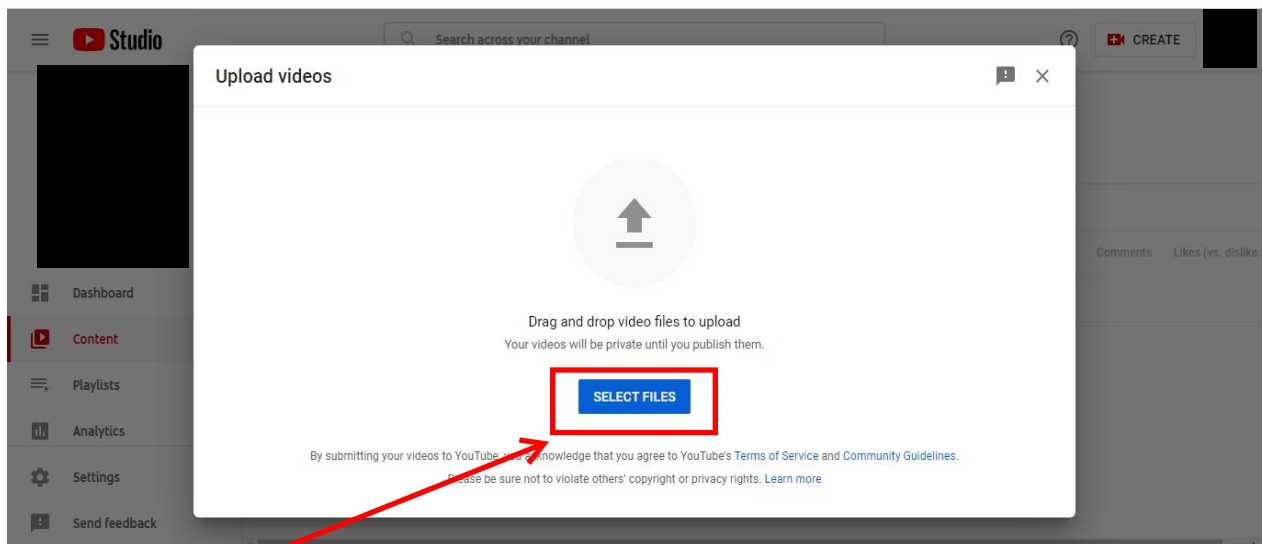 Studio
Search across your channel
CREATE
Upload videos
Comments Likes (vs. dislike..
Dashboard
Drag and drop video files to upload
Content
Your videos will be private until you publish them.
Playlists
SELECT FILES
Analytics
By submitting your videos to YouTube, you acknowledge that you agree to YouTube's Terms of Service and Community Guidelines.
Settings
Please be sure not to violate others' copyright or privacy rights. Learn more
Send feedback